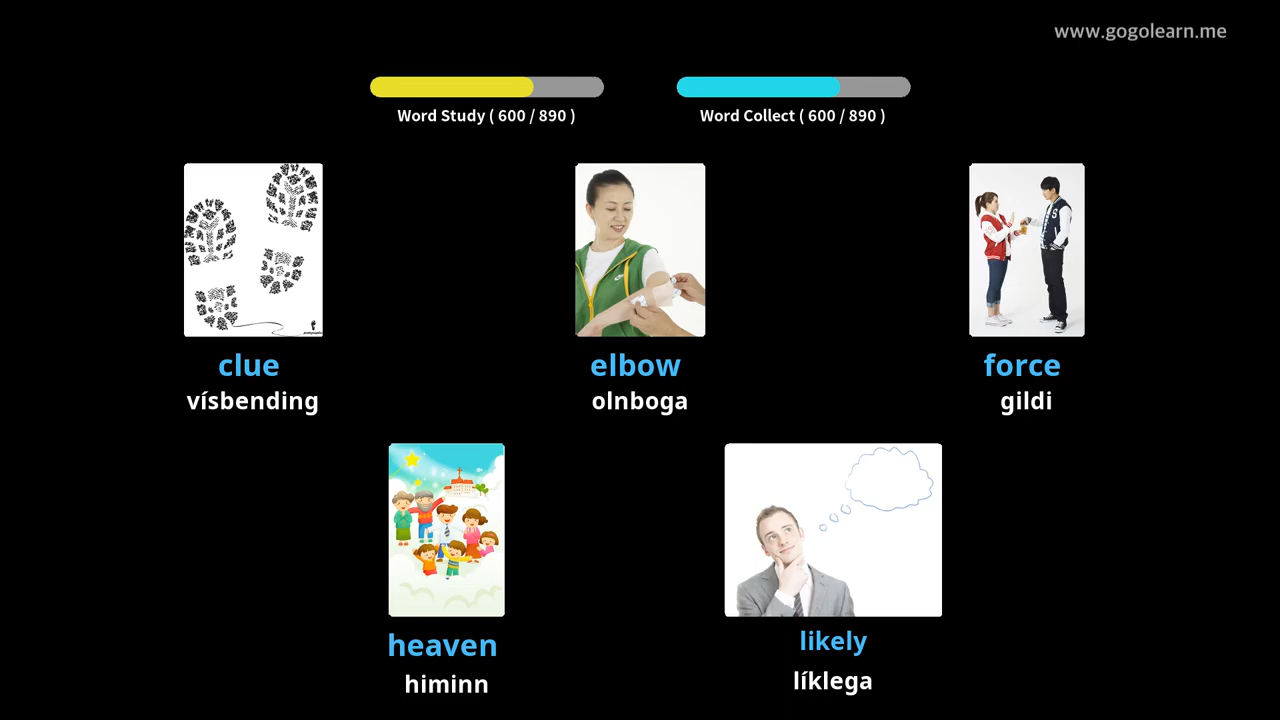 www.gogolearn.me
Word Study ( 600 / 890 )
Word Collect ( 600 / 890 )
clue
vísbending
elbow
olnboga
force
gildi
heaven
himinn
likely
líklega